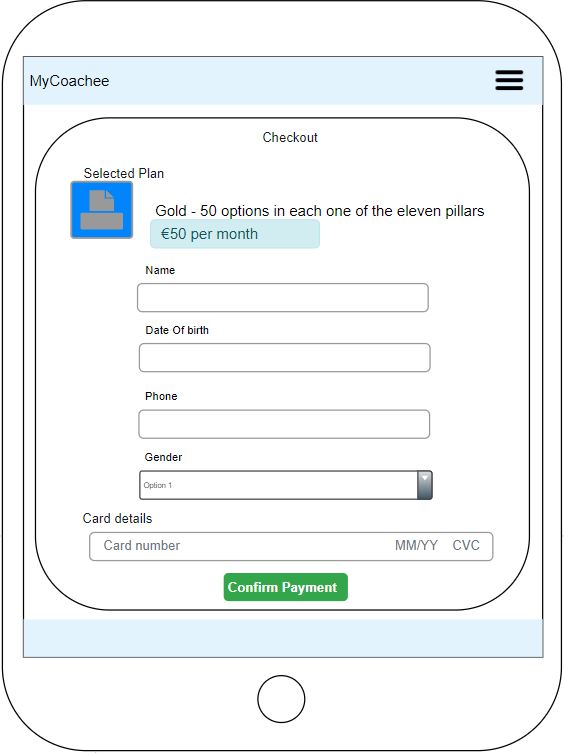 MyCoachee
Checkout
Selected Plan
Gold - 50 options in each one of the eleven pillars
€50 per month
Name
Date Of birth
Phone
Gender
Option 1
Card details
Card number MM/YY CVC
Confirm Payment